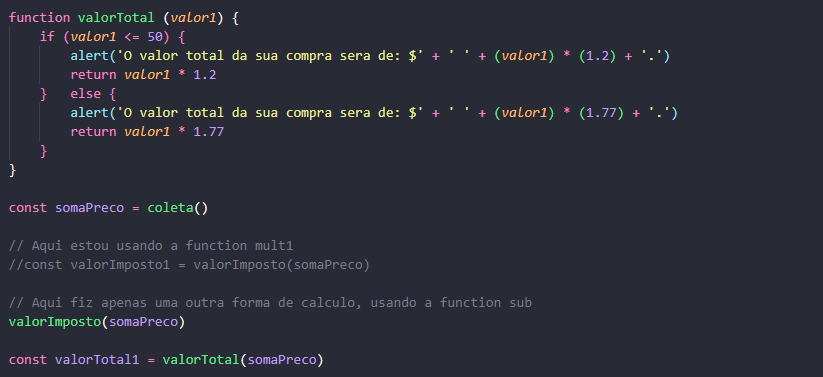 function valorTotal (valor1) {
    if (valor1 <= 50) {
        alert('O valor total da sua compra sera de: $' + ' ' + (valor1) * (1.2) + '.')
        return valor1 * 1.2
    }   else {
        alert('O valor total da sua compra sera de: $' + ' ' + (valor1) * (1.77) + '.')
        return valor1 * 1.77
    }
}

const somaPreco = coleta()

// Aqui estou usando a function mult1
//const valorImposto1 = valorImposto(somaPreco)

// Aqui fiz apenas uma outra forma de calculo, usando a function sub
valorImposto(somaPreco)

const valorTotal1 = valorTotal(somaPreco)